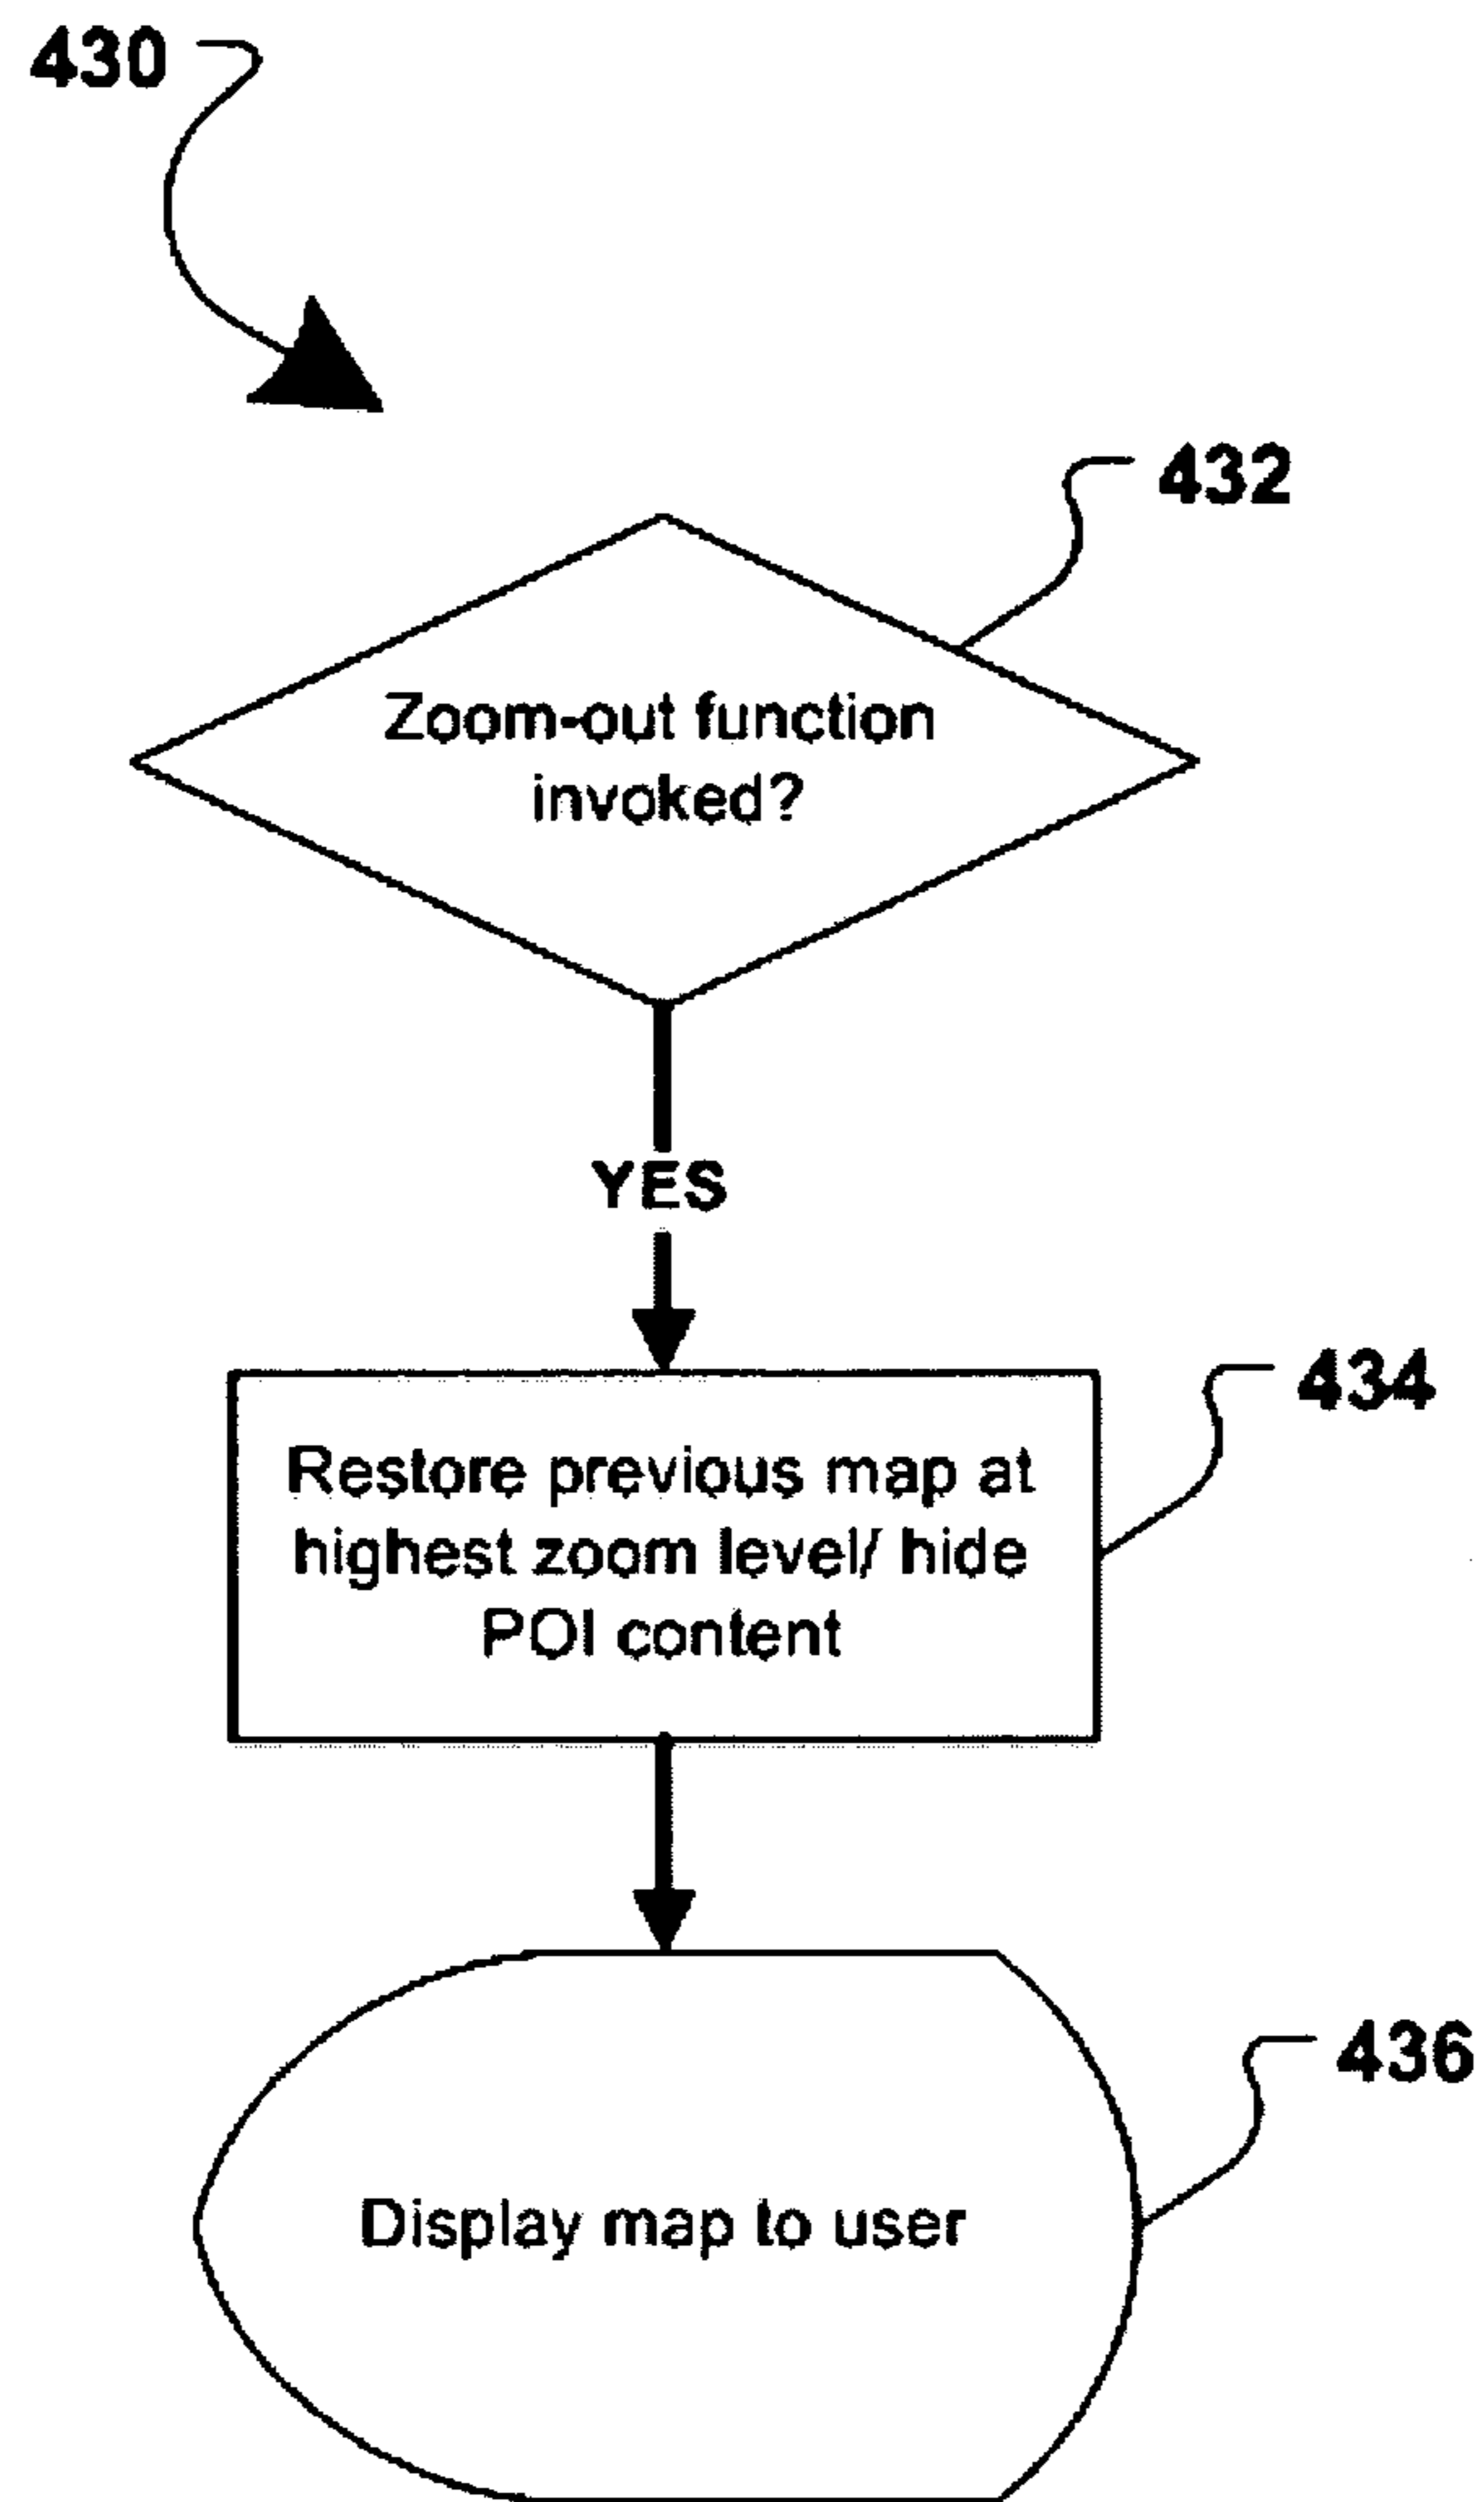 430
432
Zoom-out function
invoked?
YES
434
Restore previous map at
highest zoom level/ hide
POI content
436
Display map to user